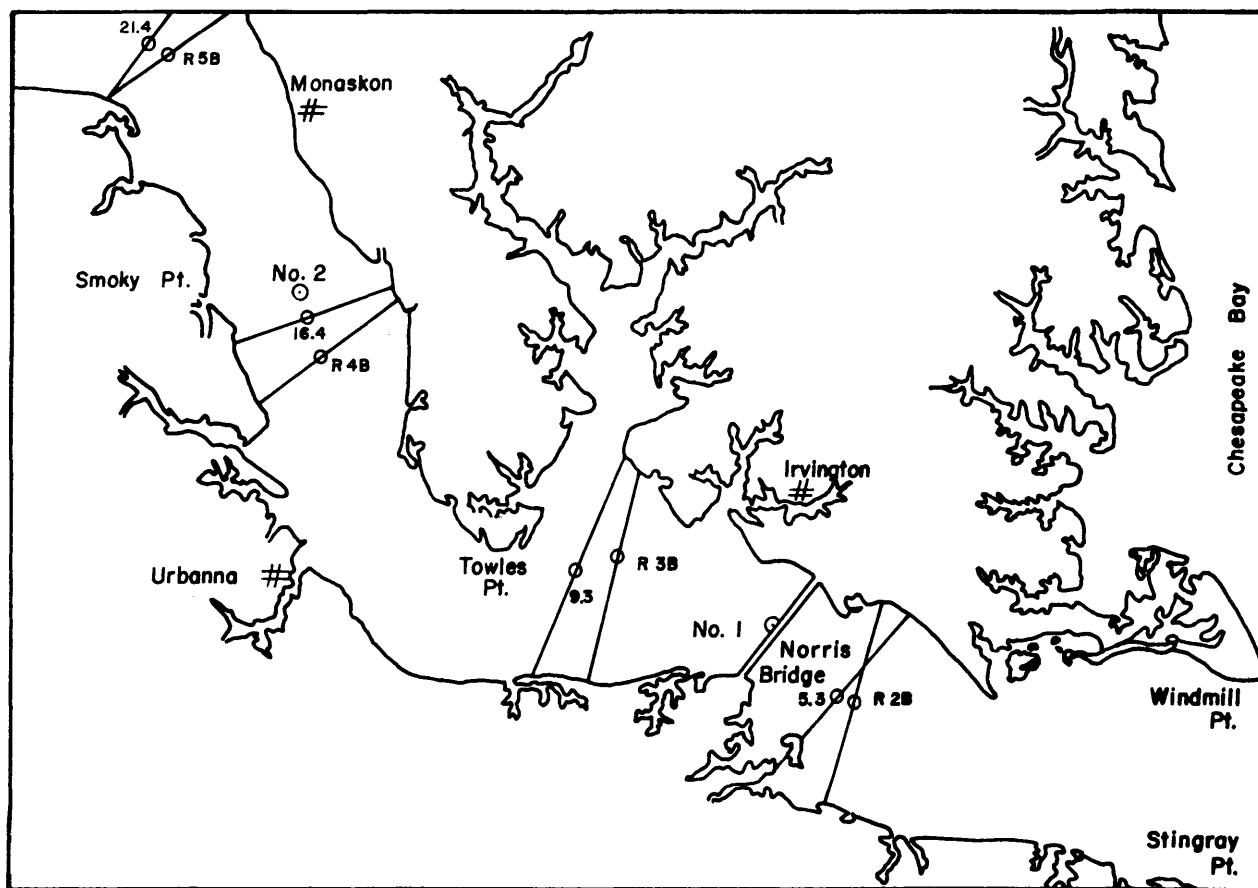 21.4
R 5B
Monaskon
No. 2
Smoky Pt.
16.4
R 4B
Chesapeake Bay
Irvington
Towles
Pt.
R 3B
9.3
Urbanna
No. 1
Norris
Bridge
5.3
R 2B
Windmill
Pt.
Stingray
Pt.